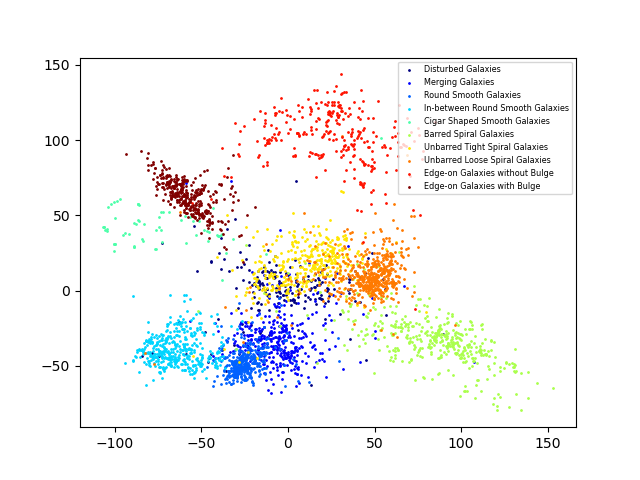 150
100
50
0
−50
−100
−50
0
50
100
150
Disturbed Galaxies
Merging Galaxies
Round Smooth Galaxies
In-between Round Smooth Galaxies
Cigar Shaped Smooth Galaxies
Barred Spiral Galaxies
Unbarred Tight Spiral Galaxies
Unbarred Loose Spiral Galaxies
Edge-on Galaxies without Bulge
Edge-on Galaxies with Bulge